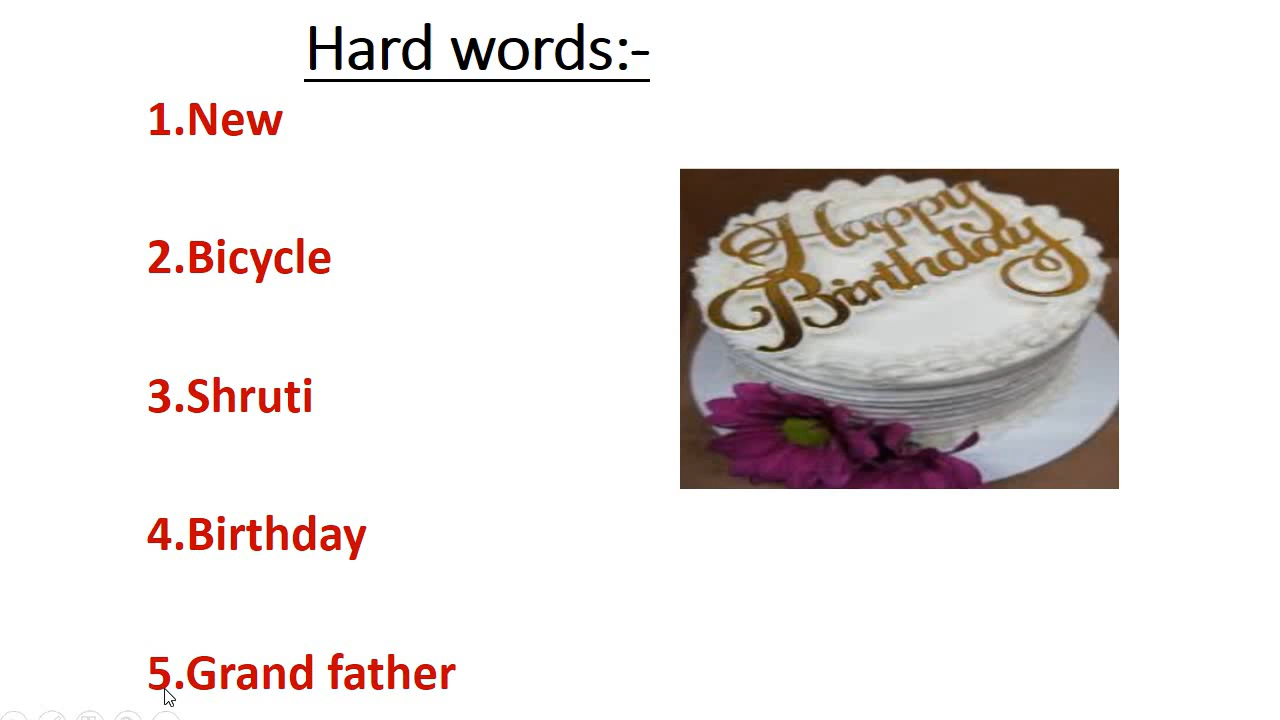 Hard words:-
1.New
2.Bicycle
Happy
Birthday
3.Shruti
4.Birthday
5.Grand father